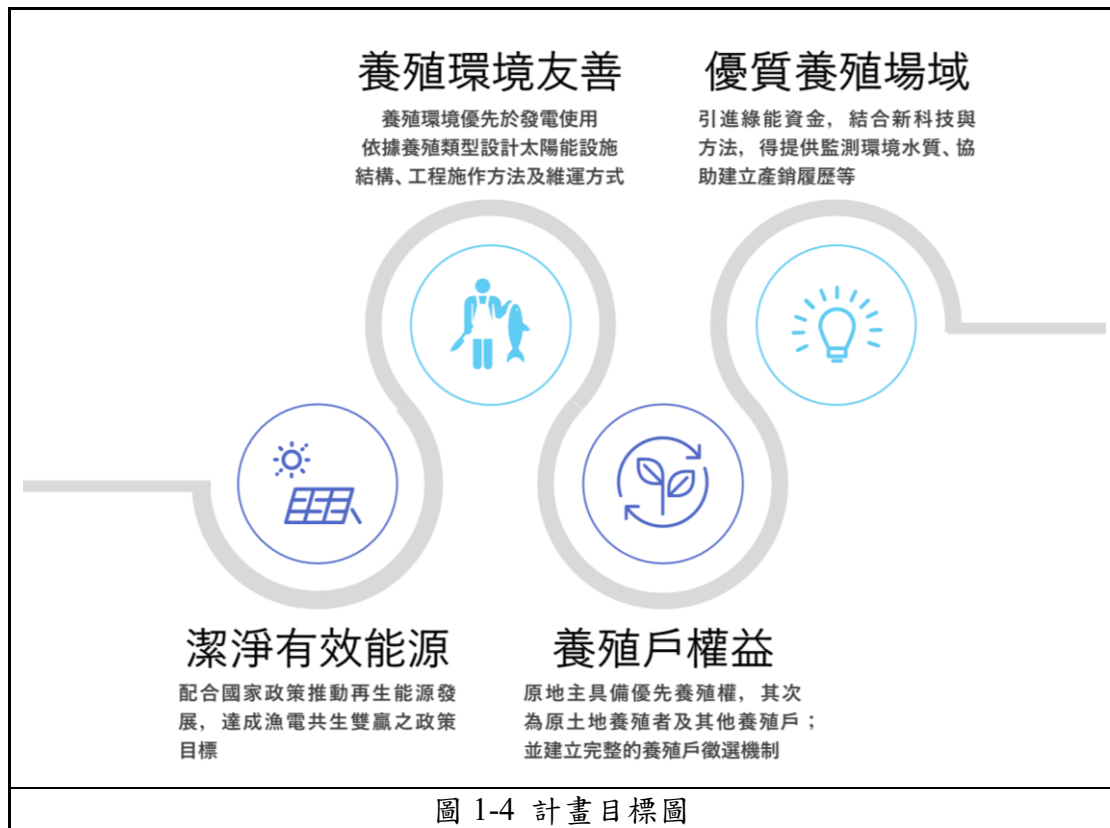 養殖環境友善
養殖環境優先於發電使用
依據養殖類型設計太陽能設施
結構、工程施作方法及維運方式
優質養殖場域
引進綠能資金，結合新科技與
方法，得提供監測環境水質、協
助建立產銷履歷等
潔淨有效能源
配合國家政策推動再生能源發
展，達成漁電共生雙贏之政策
目標
養殖戶權益
原地主具備優先養殖權，其次
為原土地養殖者及其他養殖戶；
並建立完整的養殖戶徵選機制
圖 1-4 計畫目標圖